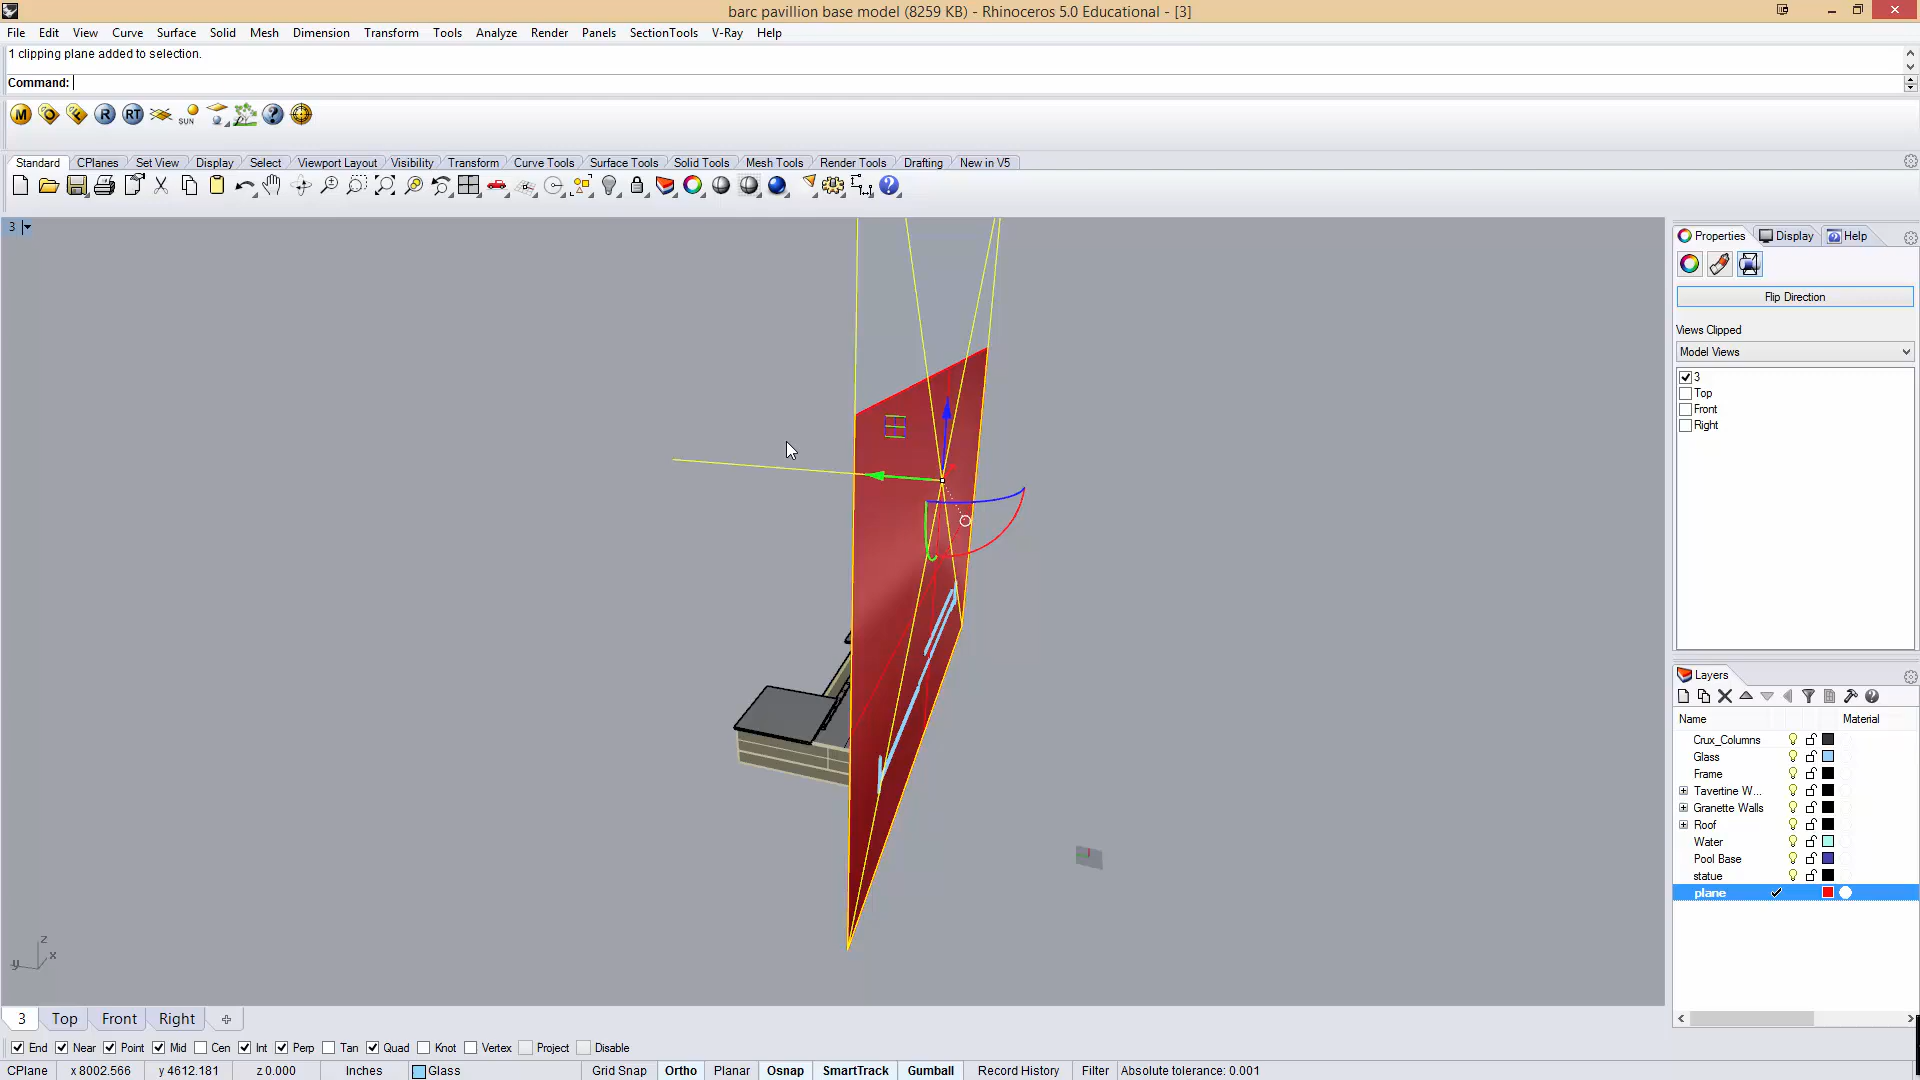 barc pavillion base model (8259 KB) - Rhinoceros 5.0 Educational - [3]
File Edit View Curve Surface Solid Mesh Dimension Transform Tools Analyze Render Panels SectionTools V-Ray Help
1 clipping plane added to selection.
Command:
M O F R RT SUN ?
Standard CPlanes Set View Display Select Viewport Layout Visibility Transform Curve Tools Surface Tools Solid Tools Mesh Tools Render Tools Drafting New in V5
3
Properties Display Help
Flip Direction
Views Clipped
Model Views
3
Top
Front
Right
Layers
Name Material
Crux_Columns
Glass
Frame
Tavertine W...
Granette Walls
Roof
Water
Pool Base
statue
plane
z
y x
3 Top Front Right
End Near Point Mid Cen Int Perp Tan Quad Knot Vertex Project Disable
CPlane x 8002.566 y 4612.181 z 0.000 Inches Glass Grid Snap Ortho Planar Osnap SmartTrack Gumball Record History Filter Absolute tolerance: 0.001